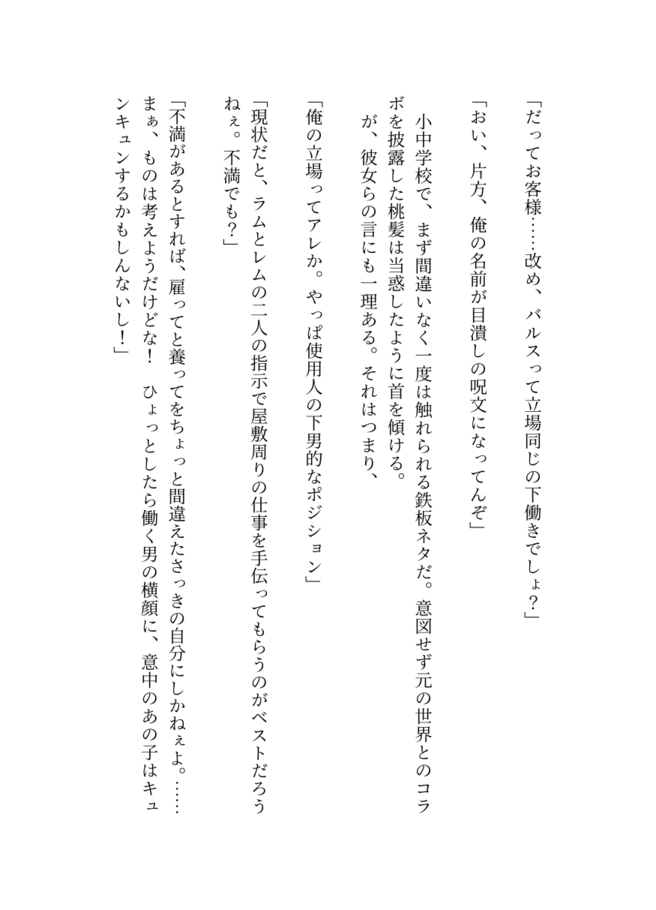 「だってお客様……改め、バルスって立場同じの下働きでしょ？」
「おい、片方、俺の名前が目潰しの呪文になってんぞ」
小中学校で、まず間違いなく一度は触れられる鉄板ネタだ。意図せず元の世界とのコラ
ボを披露した桃髪は当惑したように首を傾ける。
が、彼女らの言にも一理ある。それはつまり、
「俺の立場ってアレか。やっぱ使用人の下男的なポジション」
「現状だと、ラムとレムの二人の指示で屋敷周りの仕事を手伝ってもらうのがベストだろう
ねぇ。不満でも？」
「不満があるとすれば、雇ってと養ってをちょっと間違えたさっきの自分にしかねぇよ。……
まぁ、ものは考えようだけどな！　ひょっとしたら働く男の横顔に、意中のあの子はキュ
ンキュンするかもしんないし！」